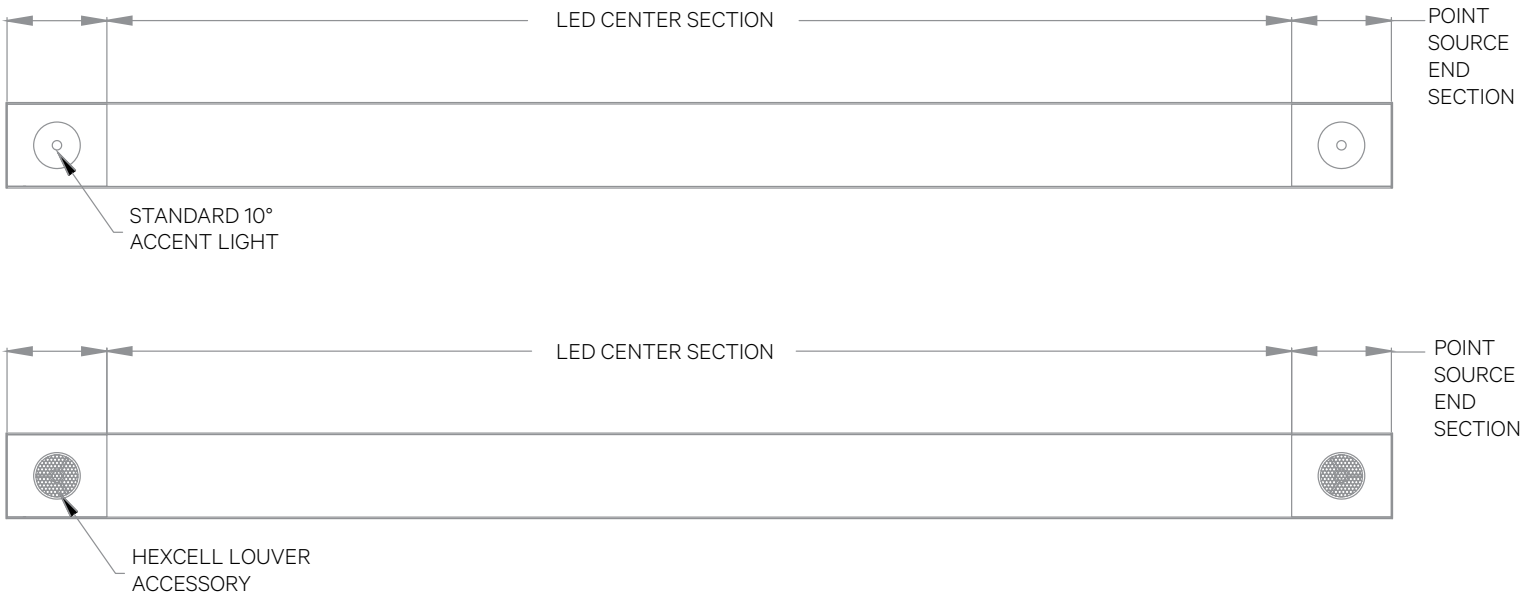 LED CENTER SECTION
POINT
SOURCE
END
SECTION
STANDARD 10°
ACCENT LIGHT
LED CENTER SECTION
POINT
SOURCE
END
SECTION
HEXCELL LOUVER
ACCESSORY